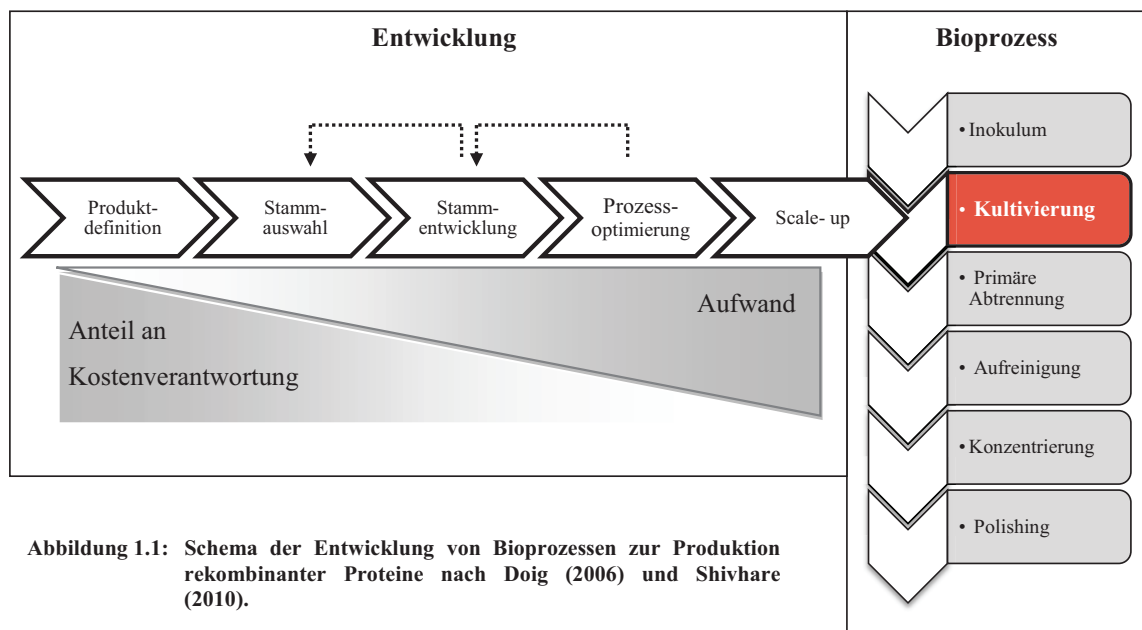 Entwicklung
Produkt-
definition
Stamm-
auswahl
Stamm-
entwicklung
Prozess-
optimierung
Scale- up
Anteil an
Kostenverantwortung
Aufwand
Bioprozess
• Inokulum
• Kultivierung
• Primäre
Abtrennung
• Aufreinigung
• Konzentrierung
• Polishing
Abbildung 1.1: Schema der Entwicklung von Bioprozessen zur Produktion
rekombinanter Proteine nach Doig (2006) und Shivhare
(2010).